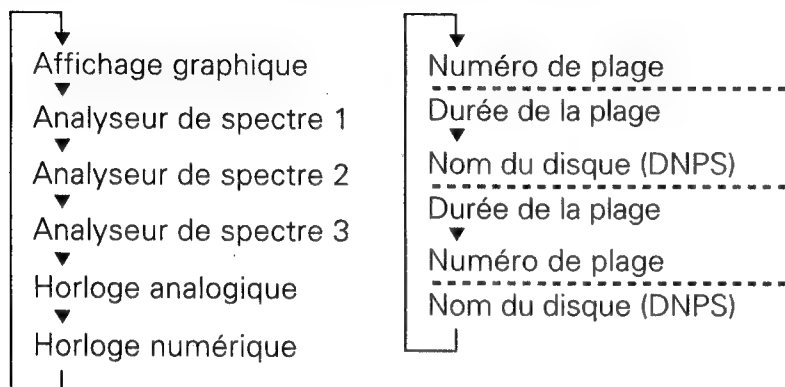 Affichage graphique
Analyseur de spectre 1
Analyseur de spectre 2
Analyseur de spectre 3
Horloge analogique
Horloge numérique
Numéro de plage
Durée de la plage
Nom du disque (DNPS)
Durée de la plage
Numéro de plage
Nom du disque (DNPS)